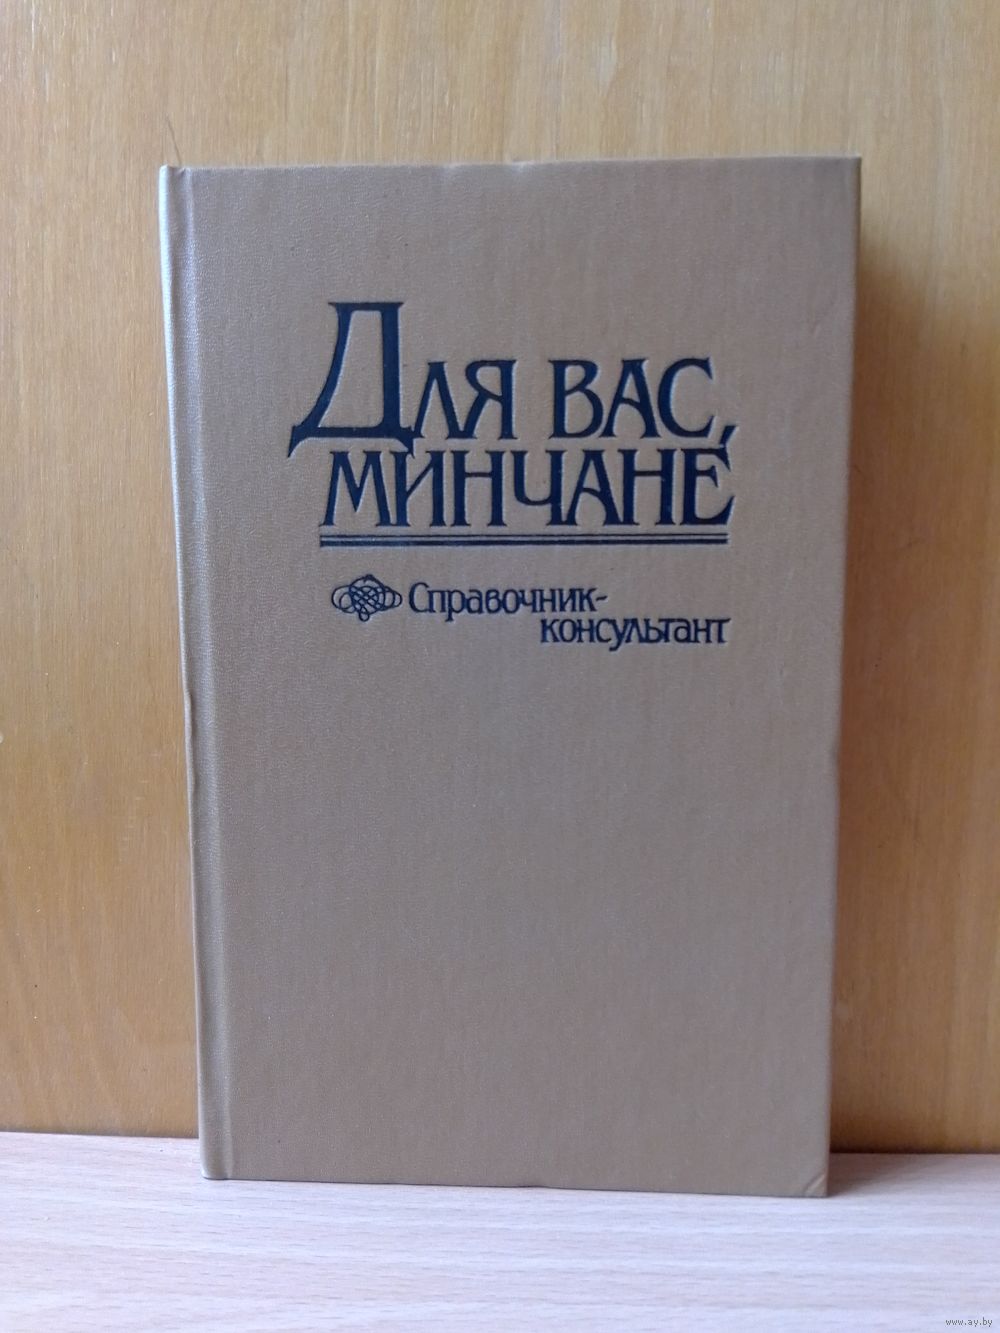 Для вас,
минчане
Справочник-
консультант
www.ay.by